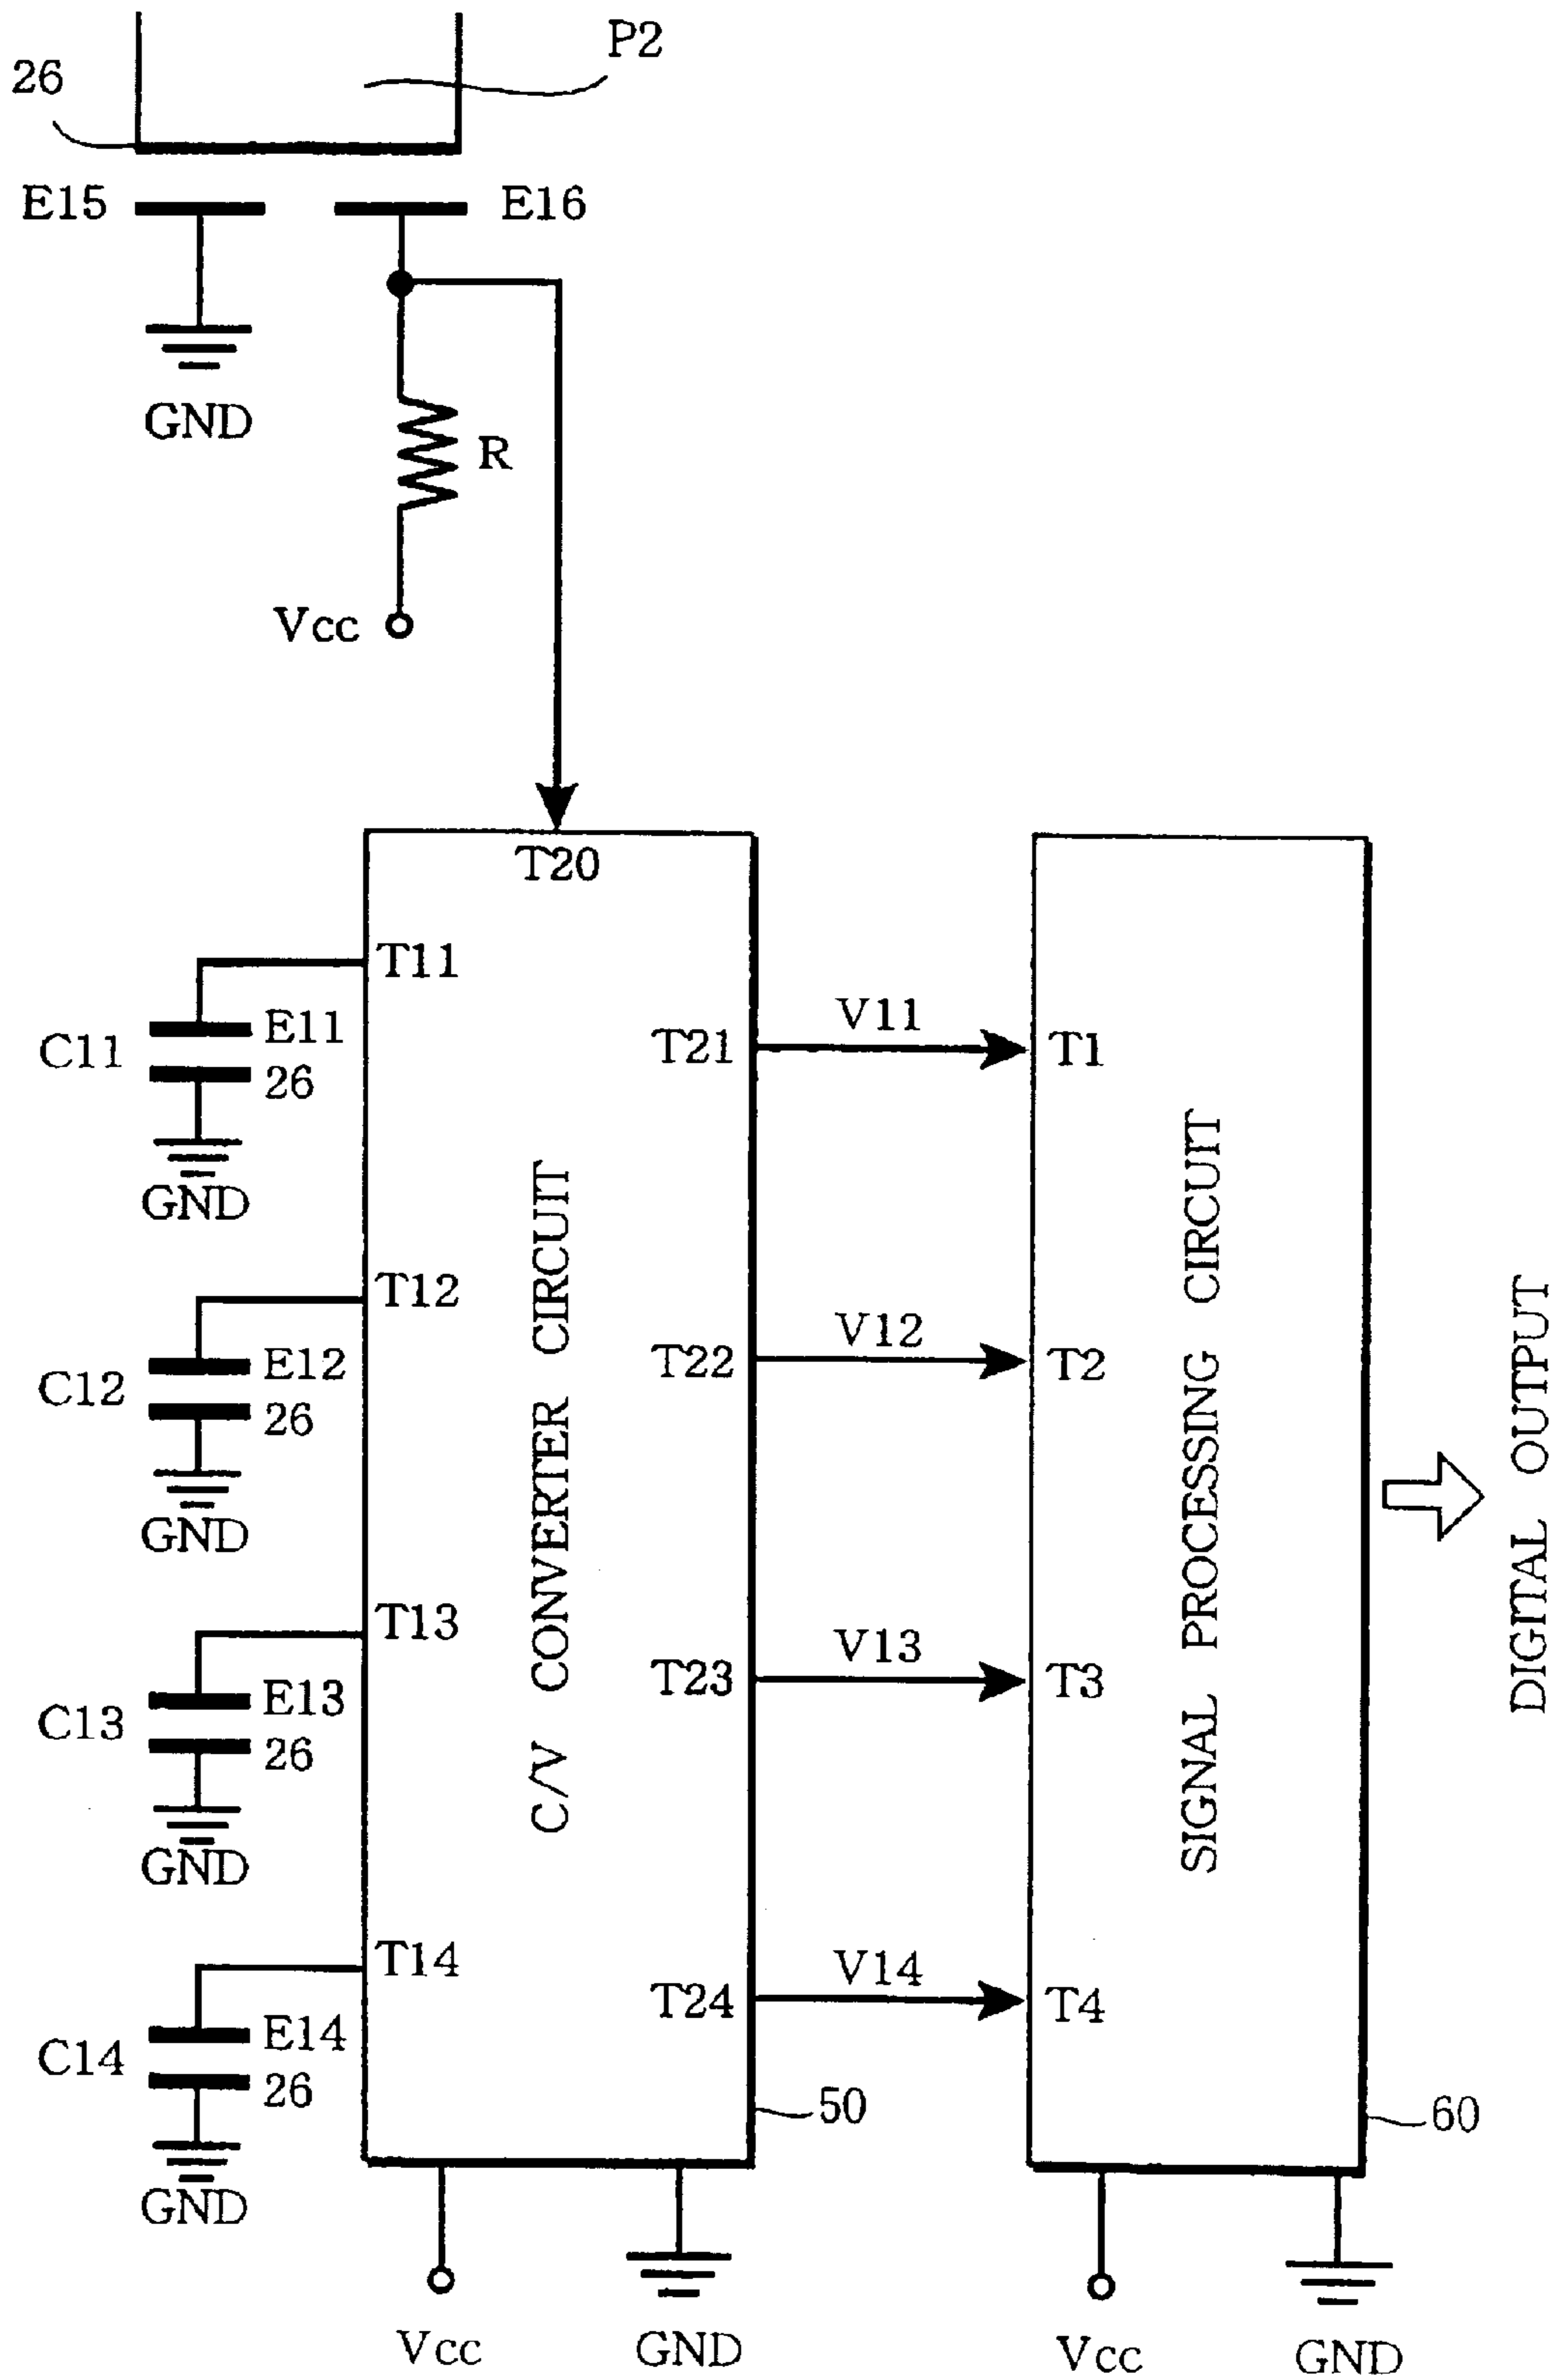 P2
26
E15
E16
GND
R
Vcc
T20
T11
E11
C11
26
GND
T21
V11
T1
T12
E12
C12
26
GND
T22
V12
T2
C/V CONVERTER CIRCUIT
SIGNAL PROCESSING CIRCUIT
DIGITAL OUTPUT
T13
E13
C13
26
GND
T23
V13
T3
T14
E14
C14
26
GND
T24
V14
T4
50
60
Vcc
GND
Vcc
GND